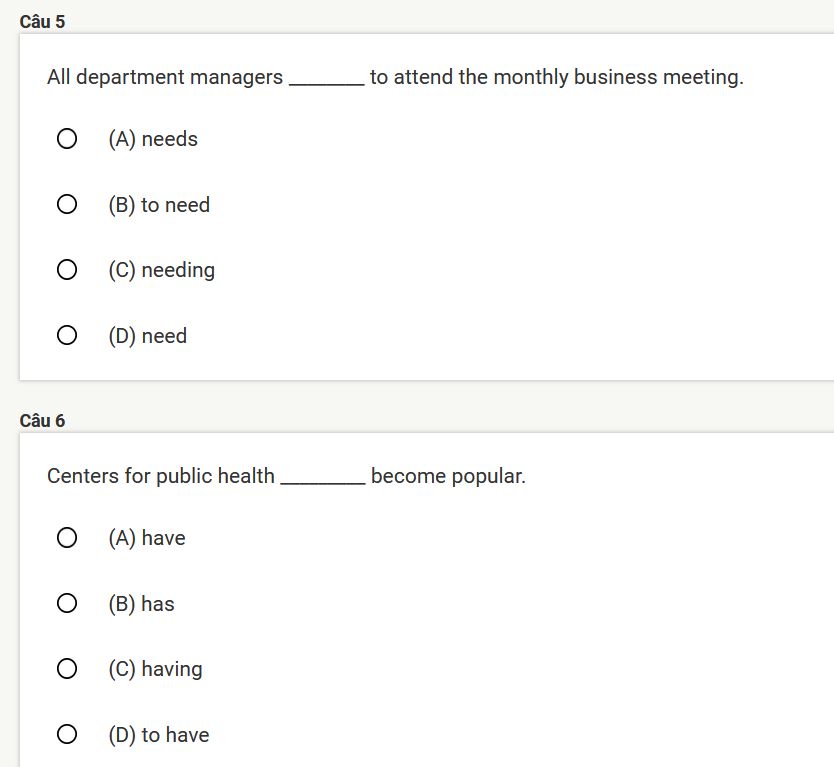 Câu 5
All department managers ________ to attend the monthly business meeting.
(A) needs
(B) to need
(C) needing
(D) need
Câu 6
Centers for public health _________ become popular.
(A) have
(B) has
(C) having
(D) to have